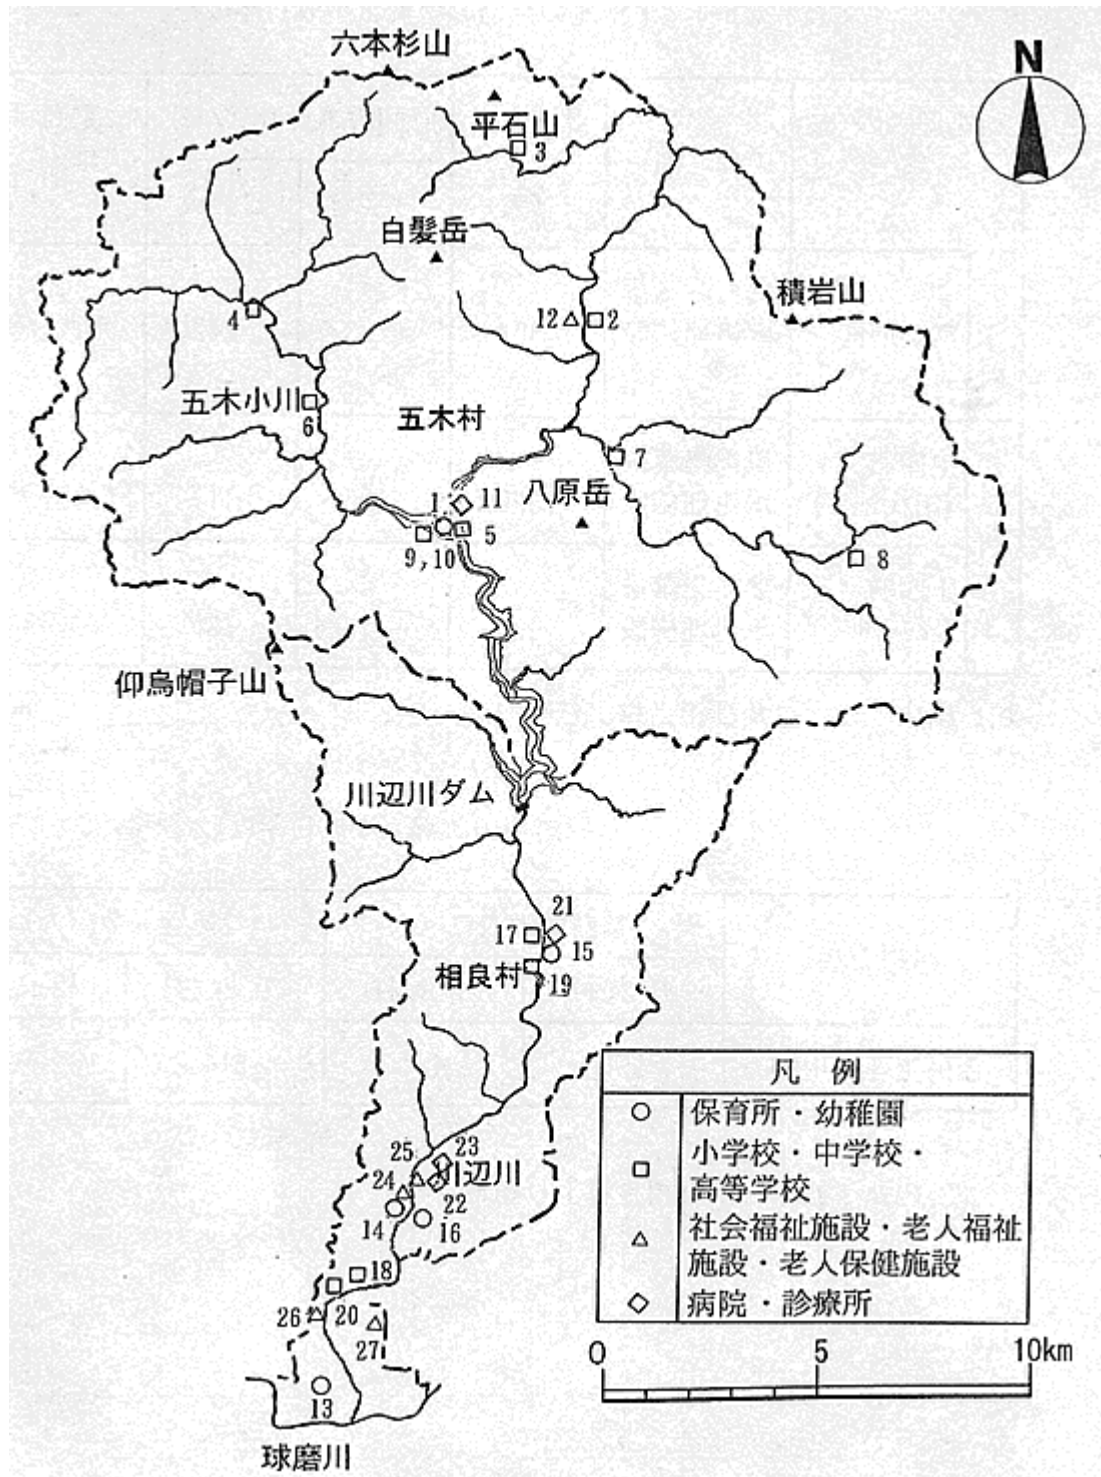 六本杉山
N
平石山
3
白髪岳
積岩山
4
12
2
五木小川
6
五木村
7
1
11
八原岳
5
9,10
8
仰烏帽子山
川辺川ダム
21
17
15
相良村
19
凡 例
保育所・幼稚園
小学校・中学校・
高等学校
社会福祉施設・老人福祉
施設・老人保健施設
病院・診療所
25
23
川辺川
24
22
14
16
18
26
20
27
0
5
10km
13
球磨川